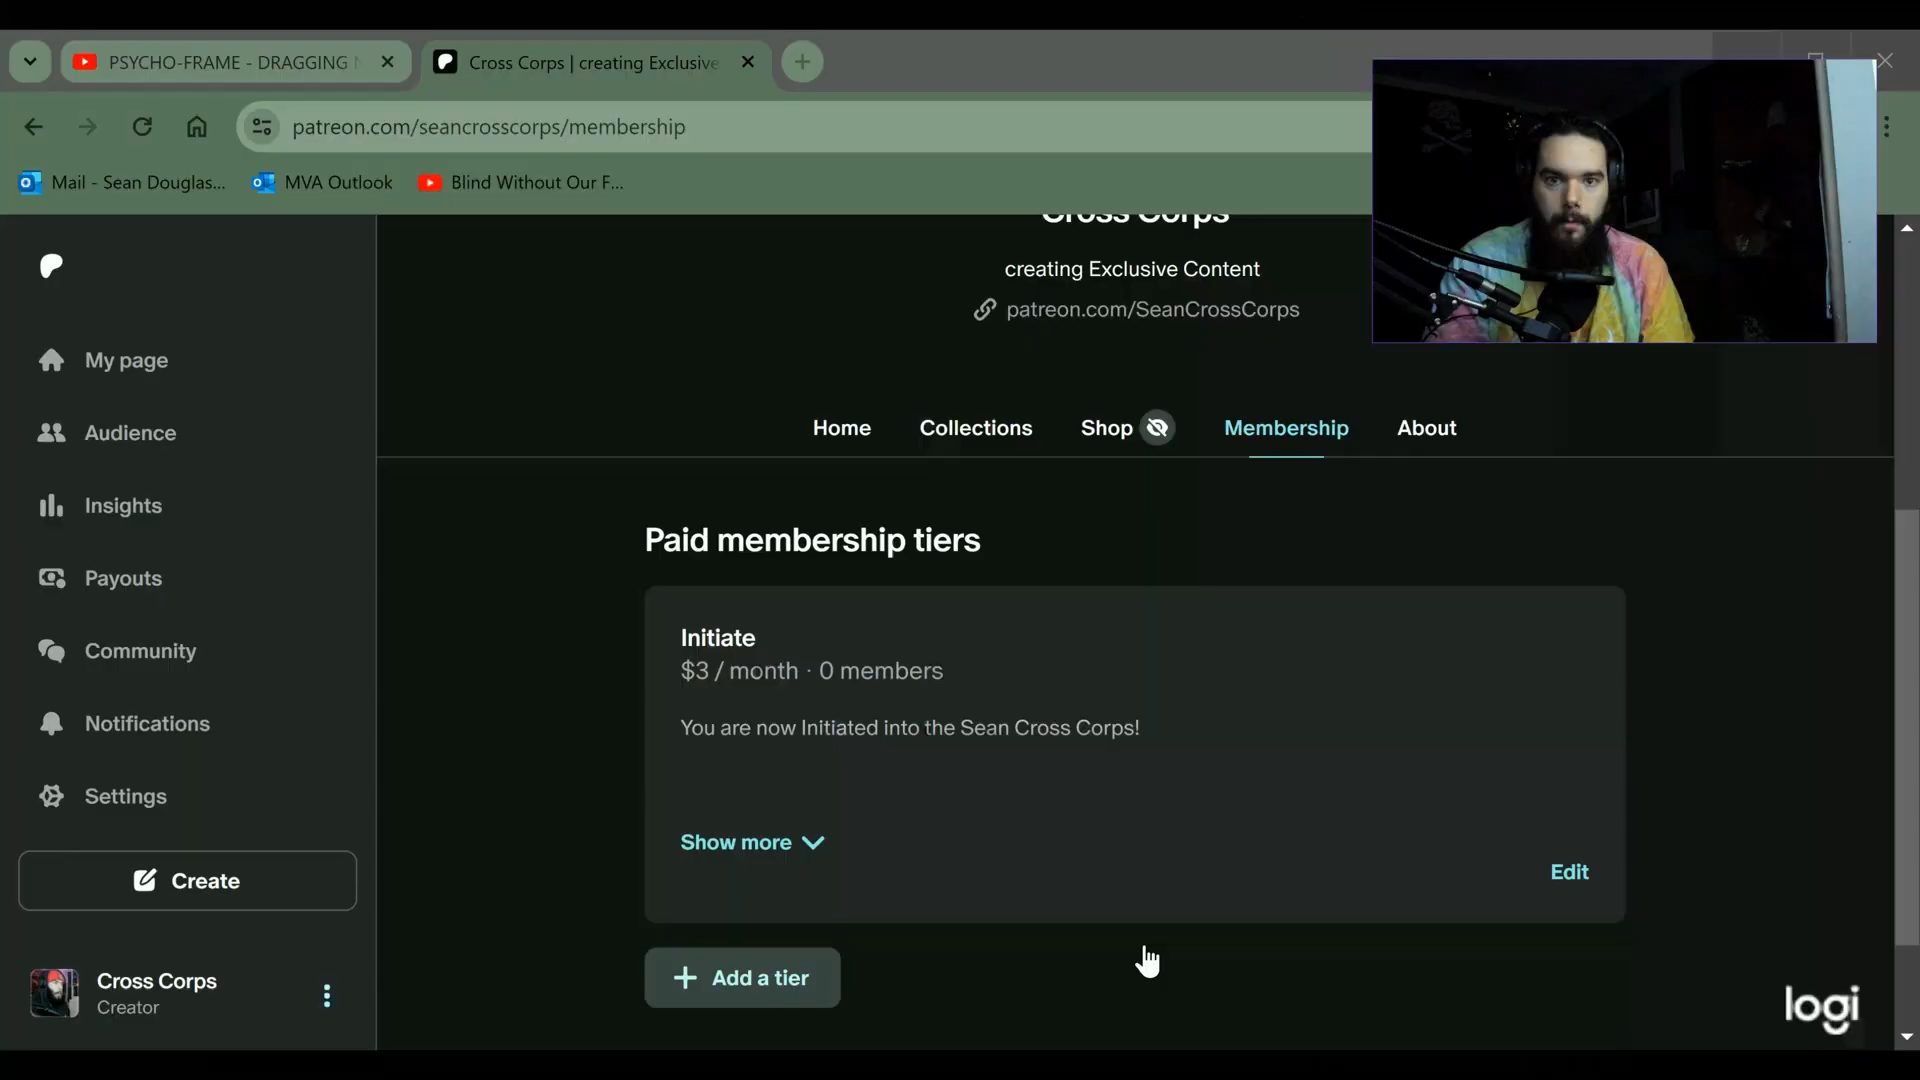 PSYCHO-FRAME - DRAGGING
Cross Corps | creating Exclusive
patreon.com/seancrosscorps/membership
Mail - Sean Douglas...
MVA Outlook
Blind Without Our F...
Cross Corps
creating Exclusive Content
patreon.com/SeanCrossCorps
My page
Audience
Insights
Payouts
Community
Notifications
Settings
Create
Cross Corps
Creator
Home
Collections
Shop
Membership
About
Paid membership tiers
Initiate
$3 / month · 0 members
You are now Initiated into the Sean Cross Corps!
Show more
Edit
Add a tier
logi